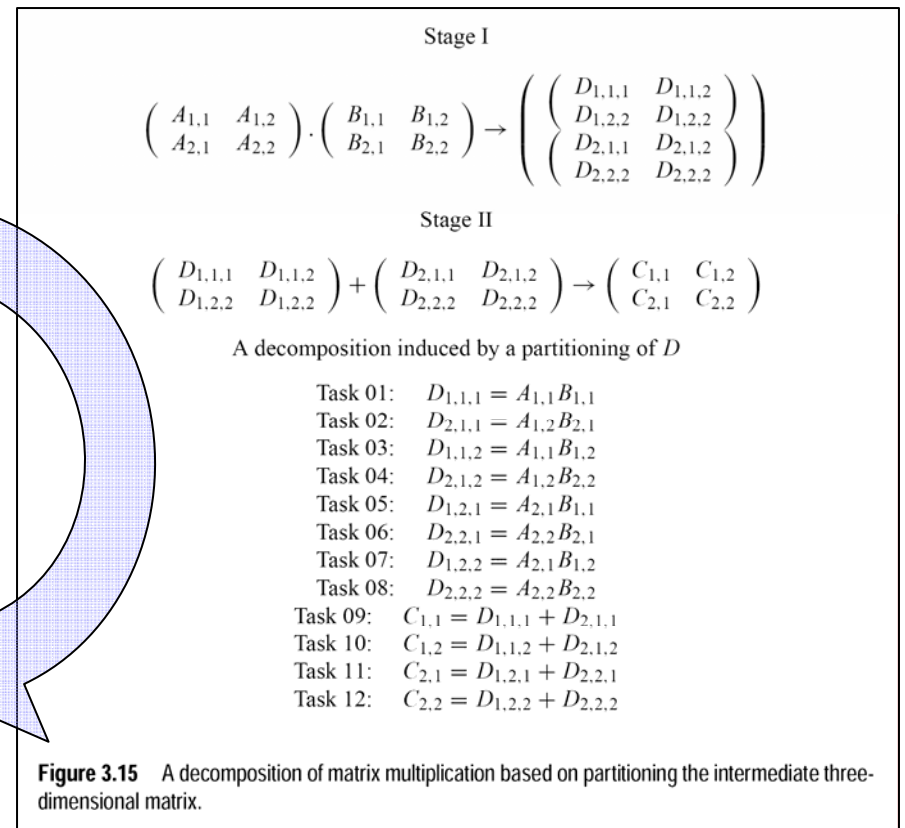 Stage I
( ( D1,1,1 D1,1,2 ) )
( A1,1 A1,2 ) · ( B1,1 B1,2 ) → ( ( D1,2,2 D1,2,2 ) )
( A2,1 A2,2 ) ( B2,1 B2,2 ) ( ( D2,1,1 D2,1,2 ) )
( ( D2,2,2 D2,2,2 ) )
Stage II
( D1,1,1 D1,1,2 ) + ( D2,1,1 D2,1,2 ) → ( C1,1 C1,2 )
( D1,2,2 D1,2,2 ) ( D2,2,2 D2,2,2 ) ( C2,1 C2,2 )
A decomposition induced by a partitioning of D
Task 01: D1,1,1 = A1,1B1,1
Task 02: D2,1,1 = A1,2B2,1
Task 03: D1,1,2 = A1,1B1,2
Task 04: D2,1,2 = A1,2B2,2
Task 05: D1,2,1 = A2,1B1,1
Task 06: D2,2,1 = A2,2B2,1
Task 07: D1,2,2 = A2,1B1,2
Task 08: D2,2,2 = A2,2B2,2
Task 09: C1,1 = D1,1,1 + D2,1,1
Task 10: C1,2 = D1,1,2 + D2,1,2
Task 11: C2,1 = D1,2,1 + D2,2,1
Task 12: C2,2 = D1,2,2 + D2,2,2
Figure 3.15 A decomposition of matrix multiplication based on partitioning the intermediate three-
dimensional matrix.